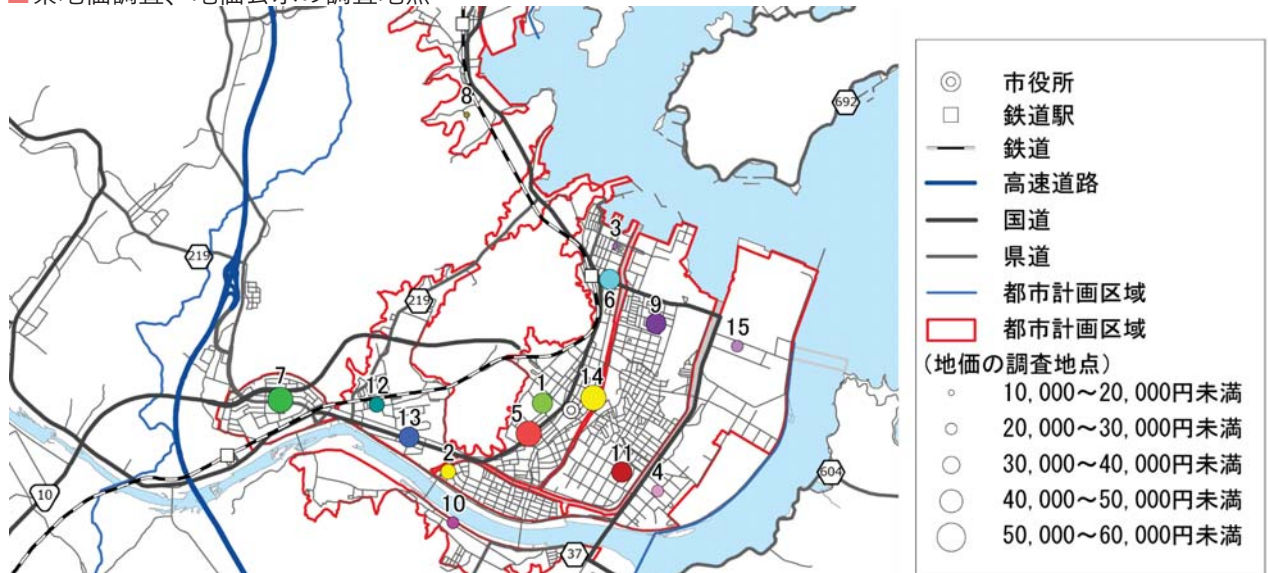 8
692
219
3
6
9
15
219
7
12
1
14
5
13
2
11
4
10
10
604
37
市役所
鉄道駅
鉄道
高速道路
国道
県道
都市計画区域
都市計画区域
(地価の調査地点)
10,000～20,000円未満
20,000～30,000円未満
30,000～40,000円未満
40,000～50,000円未満
50,000～60,000円未満